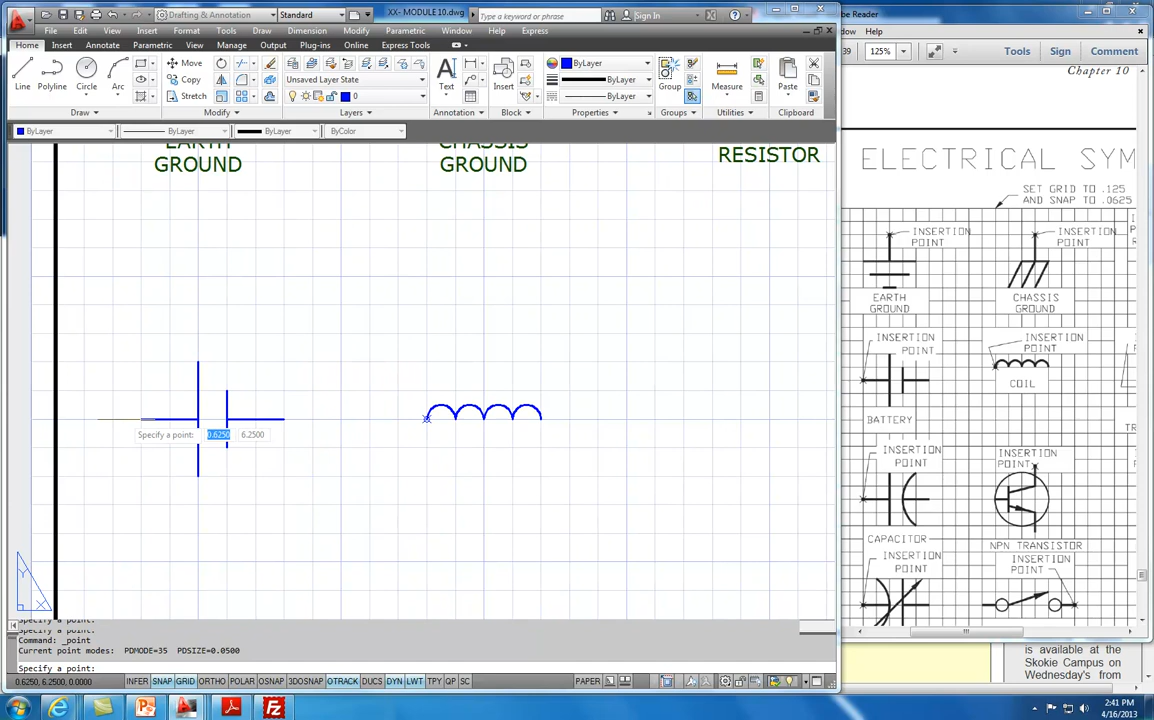 Drafting & Annotation
Standard
XX- MODULE 10.dwg
Type a keyword or phrase
Sign In
be Reader
File Edit View Insert Format Tools Draw Dimension Modify Parametric Window Help Express
w Help
Home Insert Annotate Parametric View Manage Output Plug-ins Online Express Tools
39 125% Tools Sign Comment
Line Polyline Circle Arc
Move
Copy
Stretch
Unsaved Layer State
0
Text
Insert
ByLayer
ByLayer
ByLayer
Group
Measure
Paste
Draw Modify Layers Annotation Block Properties Groups Utilities Clipboard
ByLayer ByLayer ByLayer ByColor
EARTH
GROUND
CHASSIS
GROUND
RESISTOR
Specify a point: 0.6250 6.2500
Y
X
Specify a point:
Specify a point:
Command: _point
Current point modes: PDMODE=35 PDSIZE=0.0500
Specify a point:
0.6250, 6.2500, 0.0000
INFER SNAP GRID ORTHO POLAR OSNAP 3DOSNAP OTRACK DUCS DYN LWT TPY QP SC
PAPER
Chapter 10
ELECTRICAL SYM
SET GRID TO .125
AND SNAP TO .0625
INSERTION
POINT
INSERTION
POINT
EARTH
GROUND
CHASSIS
GROUND
INSERTION
POINT
INSERTION
POINT
COIL
BATTERY
INSERTION
POINT
INSERTION
POINT
CAPACITOR
NPN TRANSISTOR
INSERTION
POINT
INSERTION
POINT
is available at the
Skokie Campus on
Wednesday's from
2:41 PM
4/16/2013